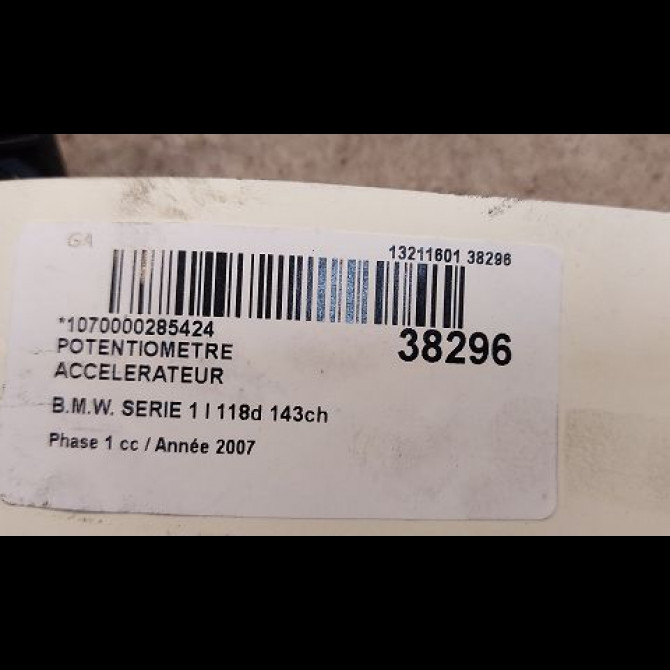 GA
13211601 38296
*1070000285424
38296
POTENTIOMETRE
ACCELERATEUR
B.M.W. SERIE 1 I 118d 143ch
Phase 1 cc / Année 2007